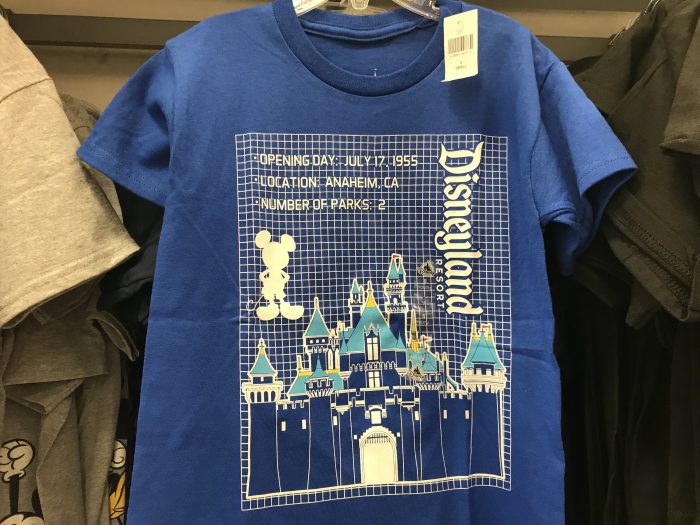 • OPENING DAY: JULY 17, 1955
• LOCATION: ANAHEIM, CA
• NUMBER OF PARKS: 2
Disneyland
RESORT